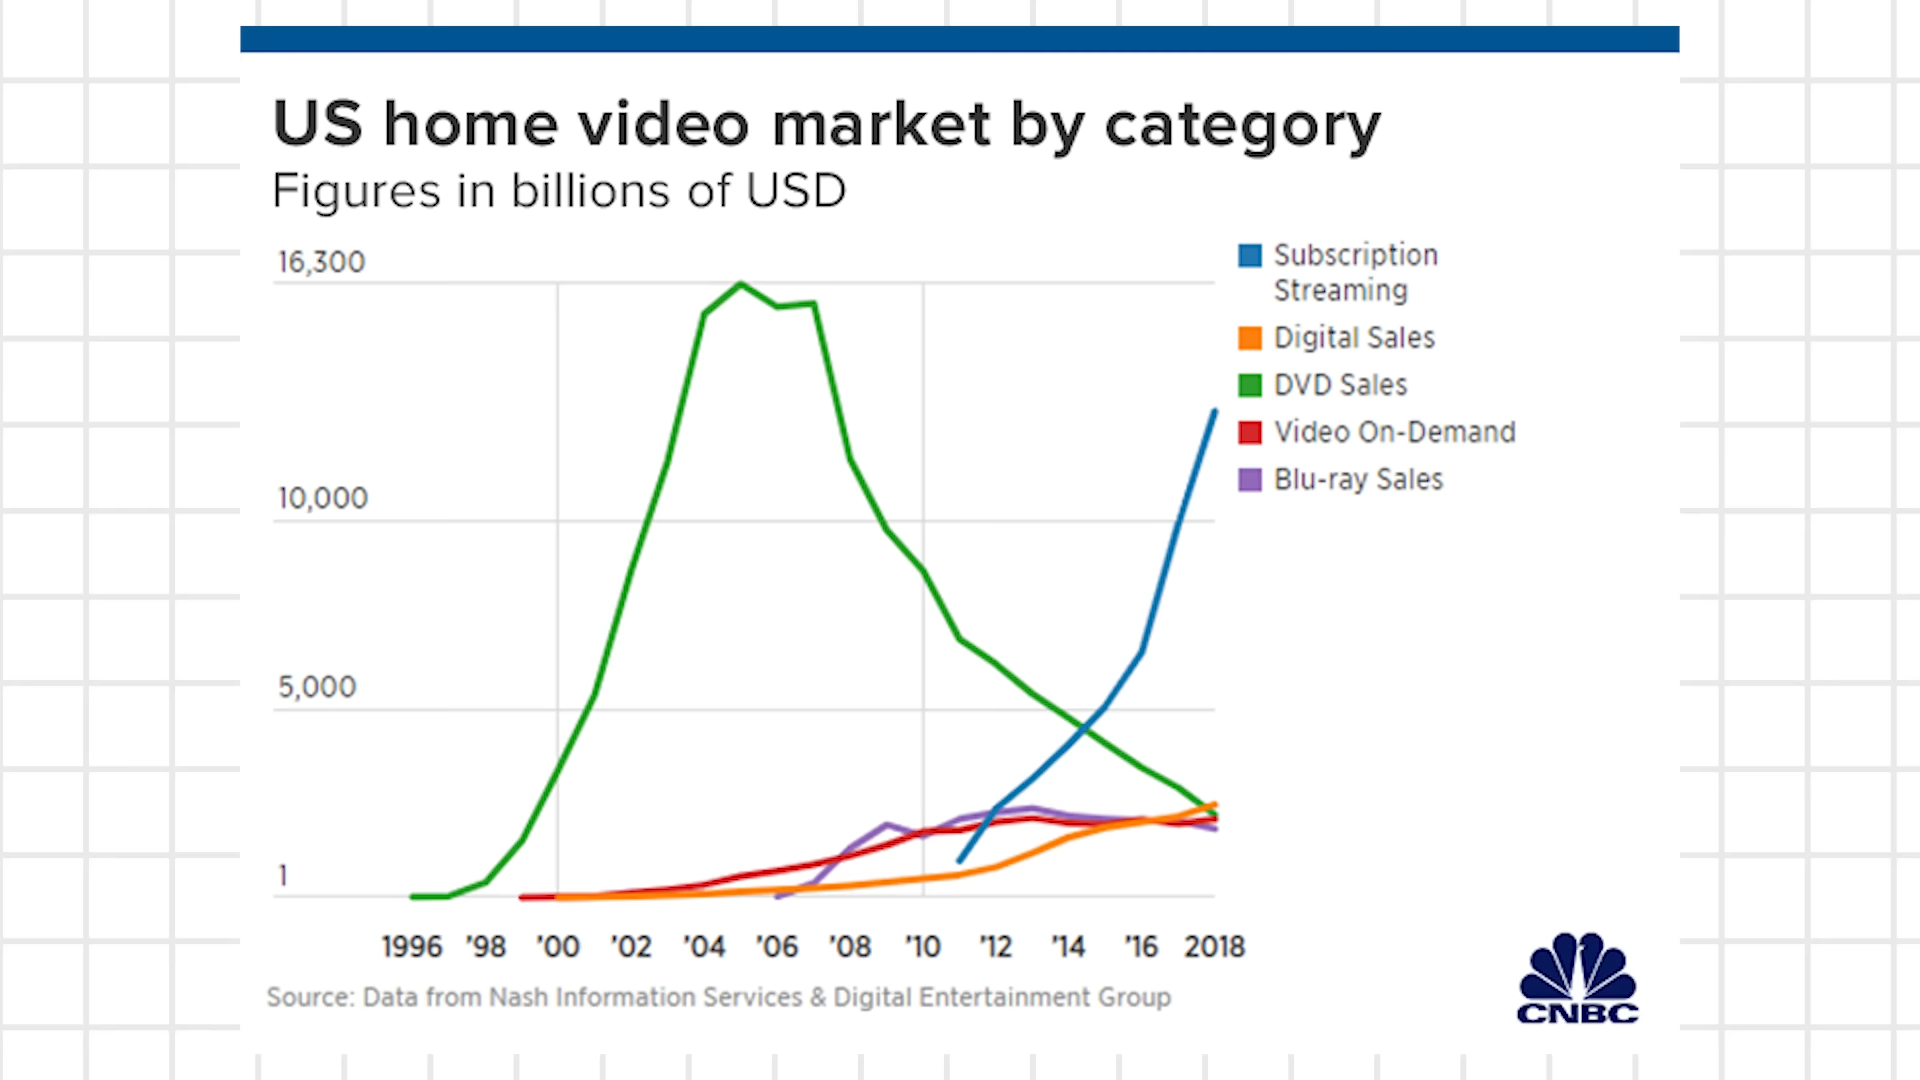 US home video market by category
Figures in billions of USD
16,300
10,000
5,000
1
Subscription
Streaming
Digital Sales
DVD Sales
Video On-Demand
Blu-ray Sales
1996 '98 '00 '02 '04 '06 '08 '10 '12 '14 '16 2018
Source: Data from Nash Information Services & Digital Entertainment Group
CNBC